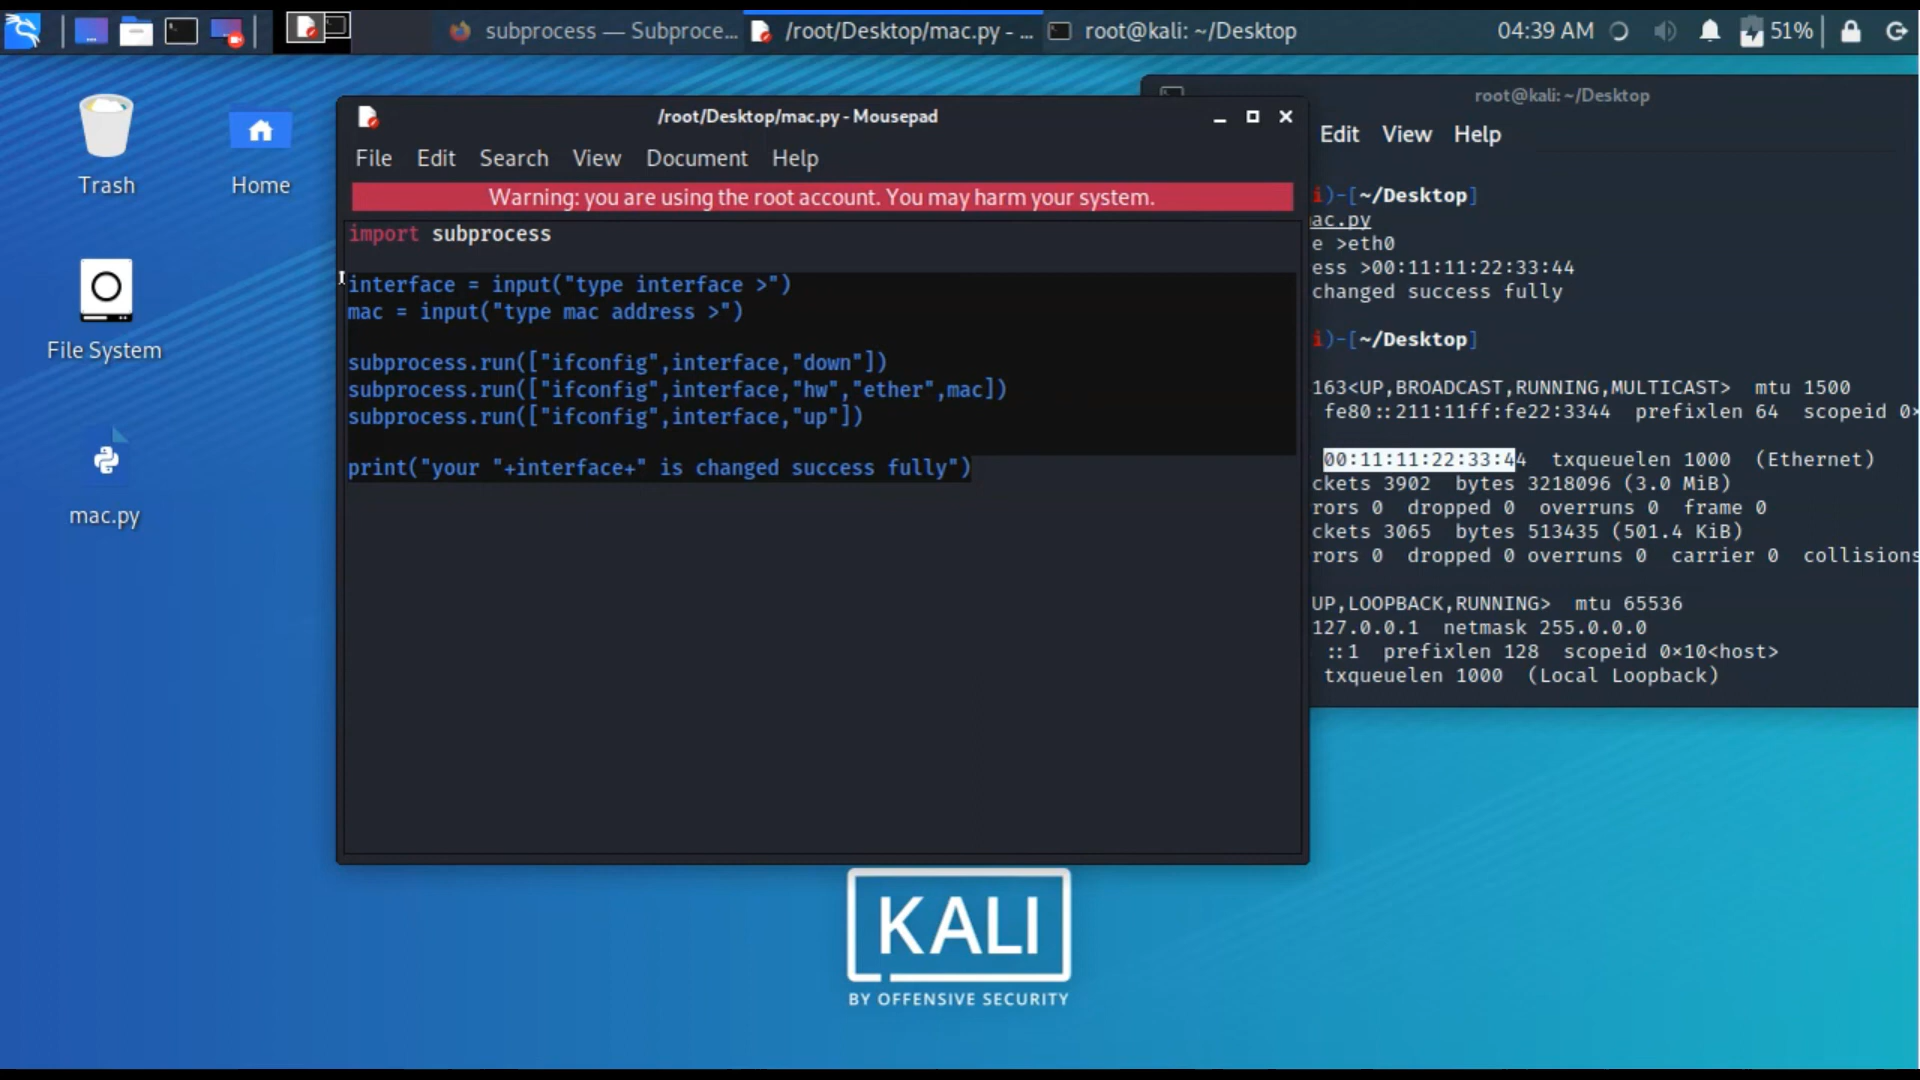 subprocess — Subproce...
/root/Desktop/mac.py - ...
root@kali: ~/Desktop
04:39 AM
51%
Trash
Home
File System
mac.py
/root/Desktop/mac.py - Mousepad
File Edit Search View Document Help
Warning: you are using the root account. You may harm your system.
import subprocess
interface = input("type interface >")
mac = input("type mac address >")
subprocess.run(["ifconfig",interface,"down"])
subprocess.run(["ifconfig",interface,"hw","ether",mac])
subprocess.run(["ifconfig",interface,"up"])
print("your "+interface+" is changed success fully")
root@kali: ~/Desktop
Edit View Help
i)-[~/Desktop]
ac.py
e >eth0
ess >00:11:11:22:33:44
changed success fully
i)-[~/Desktop]
163<UP,BROADCAST,RUNNING,MULTICAST> mtu 1500
fe80::211:11ff:fe22:3344 prefixlen 64 scopeid 0×
00:11:11:22:33:44 txqueuelen 1000 (Ethernet)
ckets 3902 bytes 3218096 (3.0 MiB)
rors 0 dropped 0 overruns 0 frame 0
ckets 3065 bytes 513435 (501.4 KiB)
rors 0 dropped 0 overruns 0 carrier 0 collisions
UP,LOOPBACK,RUNNING> mtu 65536
127.0.0.1 netmask 255.0.0.0
::1 prefixlen 128 scopeid 0×10<host>
txqueuelen 1000 (Local Loopback)
KALI
BY OFFENSIVE SECURITY